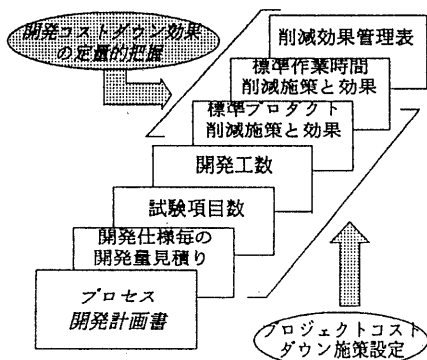 開発コストダウン効果
の定量的把握
削減効果管理表
標準作業時間
削減施策と効果
標準プロダクト
削減施策と効果
開発工数
試験項目数
開発仕様毎の
開発量見積り
プロセス
開発計画書
プロジェクトコスト
ダウン施策設定